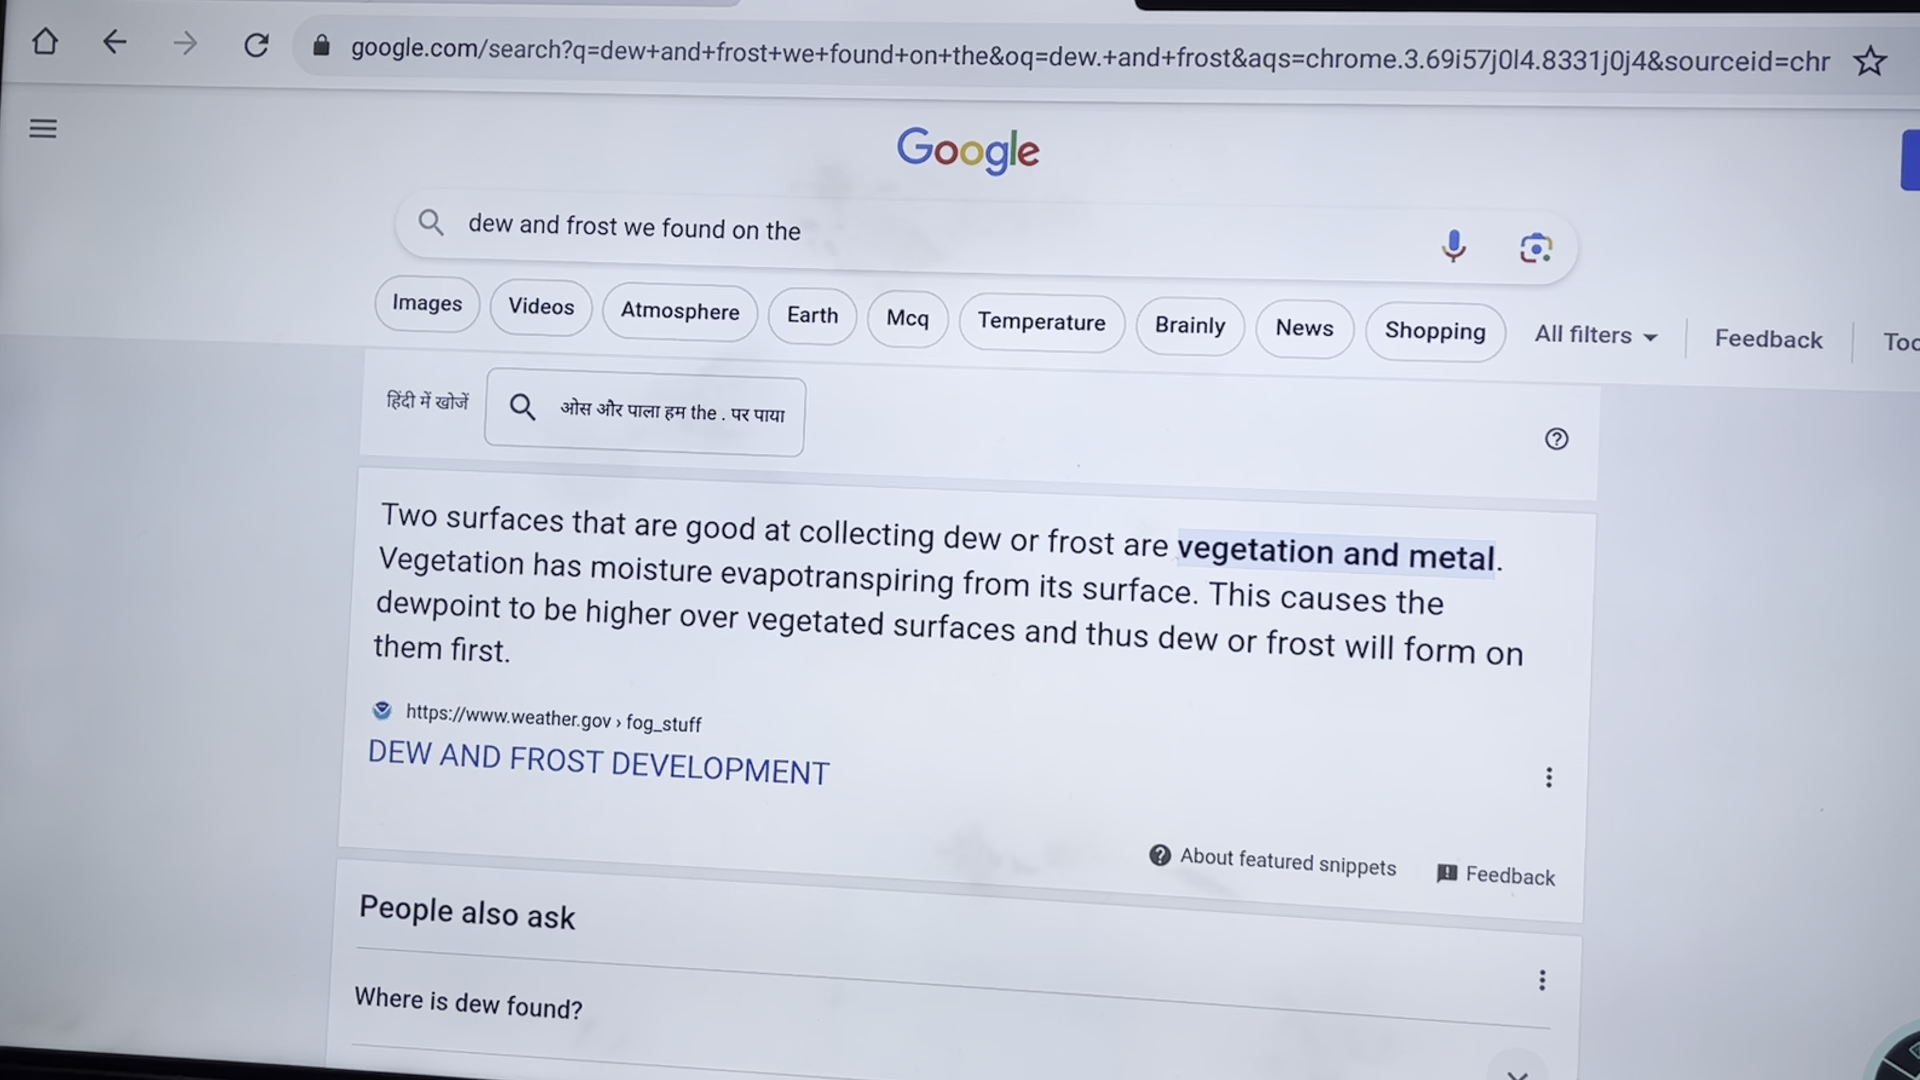 google.com/search?q=dew+and+frost+we+found+on+the&oq=dew.+and+frost&aqs=chrome.3.69i57j0l4.8331j0j4&sourceid=chr
Google
dew and frost we found on the
Images Videos Atmosphere Earth Mcq Temperature Brainly News Shopping All filters Feedback
हिंदी में खोजें ओस और पाला हम the . पर पाया
Two surfaces that are good at collecting dew or frost are vegetation and metal.
Vegetation has moisture evapotranspiring from its surface. This causes the
dewpoint to be higher over vegetated surfaces and thus dew or frost will form on
them first.
https://www.weather.gov › fog_stuff
DEW AND FROST DEVELOPMENT
About featured snippets Feedback
People also ask
Where is dew found?